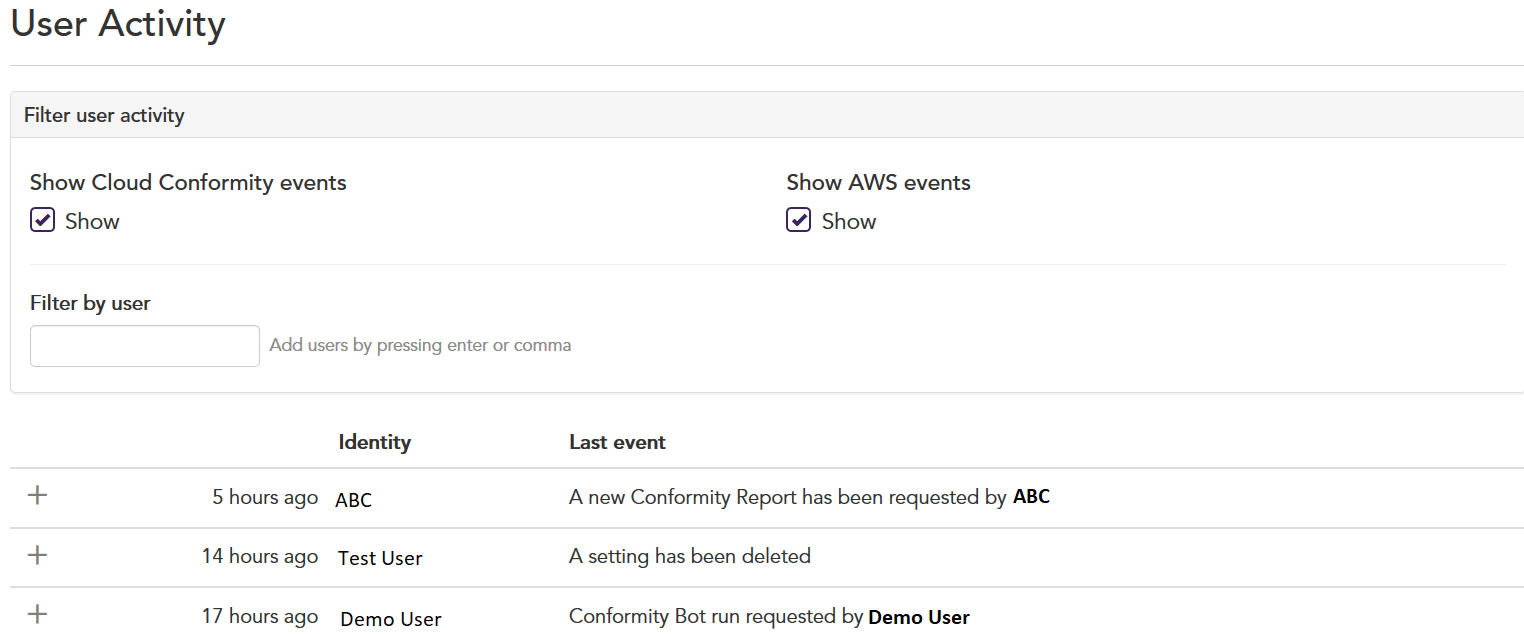 User Activity
Filter user activity
Show Cloud Conformity events Show AWS events
Show Show
Filter by user
Add users by pressing enter or comma
Identity Last event
5 hours ago ABC A new Conformity Report has been requested by ABC
14 hours ago Test User A setting has been deleted
17 hours ago Demo User Conformity Bot run requested by Demo User